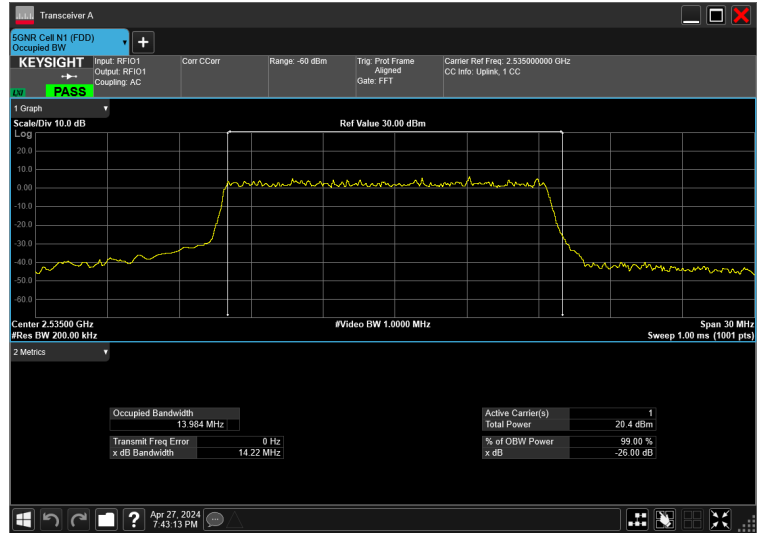 Transceiver A
5GNR Cell N1 (FDD)
Occupied BW
KEYSIGHT
Input: RFIO1
Output: RFIO1
Coupling: AC
Corr CCorr
Range: -60 dBm
Trig: Prot Frame
Aligned
Gate: FFT
Carrier Ref Freq: 2.535000000 GHz
CC Info: Uplink, 1 CC
LXI
PASS
1 Graph
Scale/Div 10.0 dB
Ref Value 30.00 dBm
Log
20.0
10.0
0.00
-10.0
-20.0
-30.0
-40.0
-50.0
-60.0
Center 2.53500 GHz
#Video BW 1.0000 MHz
Span 30 MHz
#Res BW 200.00 kHz
Sweep 1.00 ms (1001 pts)
2 Metrics
Occupied Bandwidth
13.984 MHz
Transmit Freq Error 0 Hz
x dB Bandwidth 14.22 MHz
Active Carrier(s) 1
Total Power 20.4 dBm
% of OBW Power 99.00 %
x dB -26.00 dB
Apr 27, 2024
7:43:13 PM